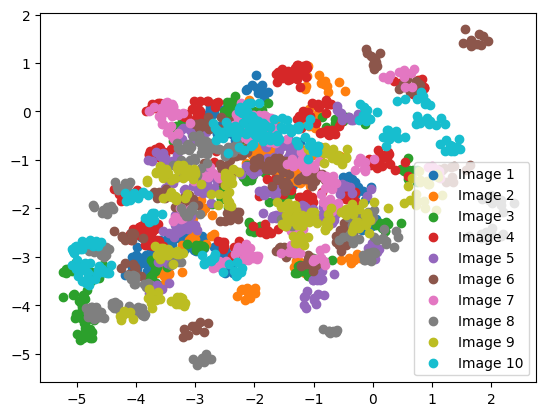 2
1
0
−1
−2
−3
−4
−5
−5 −4 −3 −2 −1 0 1 2
Image 1
Image 2
Image 3
Image 4
Image 5
Image 6
Image 7
Image 8
Image 9
Image 10